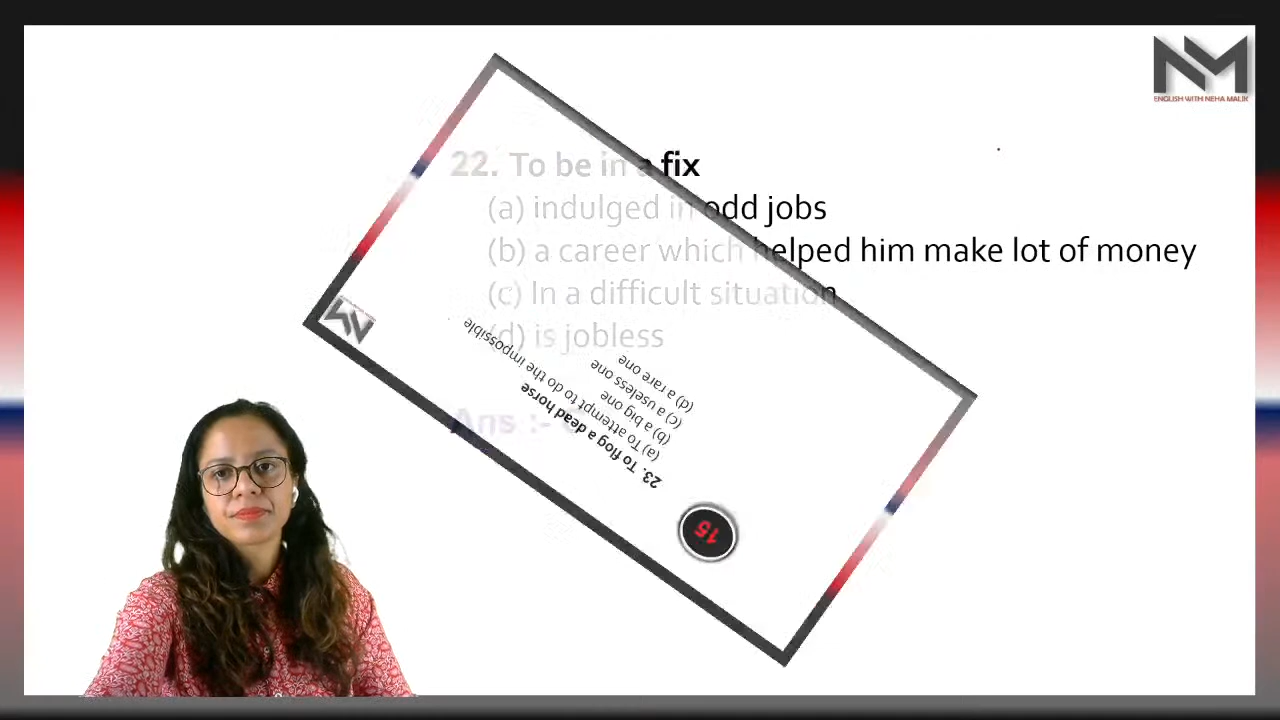 NM
ENGLISH WITH NEHA MALIK
22. To be in a fix
(a) indulged in odd jobs
(b) a career which helped him make lot of money
(c) In a difficult situation
(d) is jobless
Ans :-
23. To flog a dead horse
(a) To attempt to do the impossible
(b) a big one
(c) a useless one
(d) a rare one
15